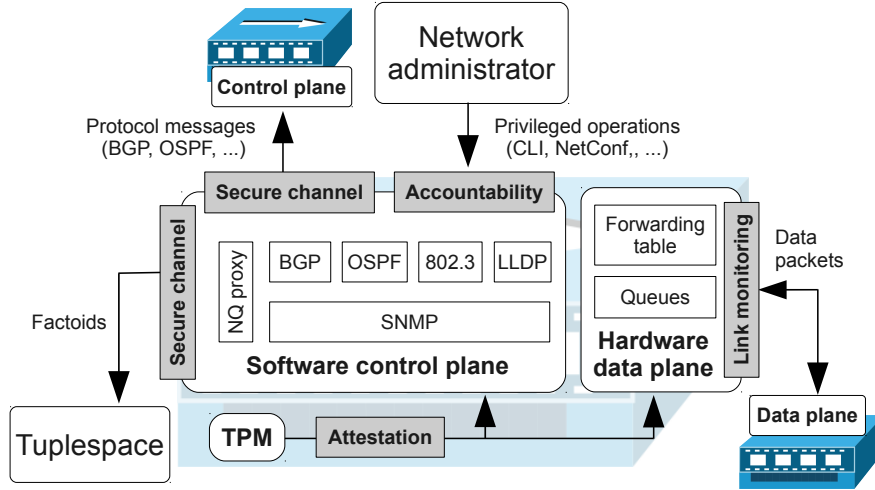 Control plane
Network
administrator
Protocol messages
(BGP, OSPF, ...)
Privileged operations
(CLI, NetConf,, ...)
Secure channel
Accountability
Secure channel
Factoids
NQ proxy
BGP
OSPF
802.3
LLDP
SNMP
Software control plane
Forwarding
table
Queues
Hardware
data plane
Link monitoring
Data
packets
Tuplespace
TPM
Attestation
Data plane